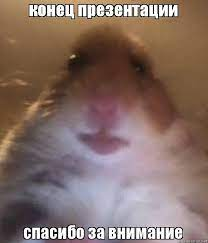 конец презентации
спасибо за внимание